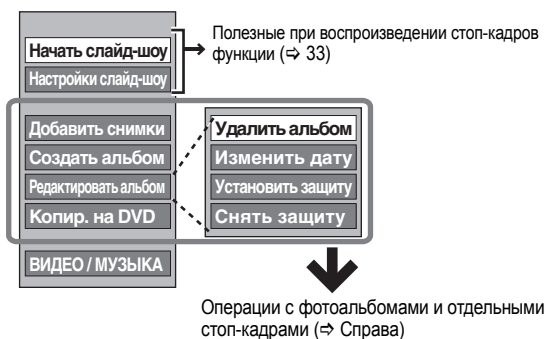 Начать слайд-шоу
Настройки слайд-шоу
Полезные при воспроизведении стоп-кадров
функции (⇨ 33)
Добавить снимки
Создать альбом
Редактировать альбом
Копир. на DVD
ВИДЕО / МУЗЫКА
Удалить альбом
Изменить дату
Установить защиту
Снять защиту
Операции с фотоальбомами и отдельными
стоп-кадрами (⇨ Справа)